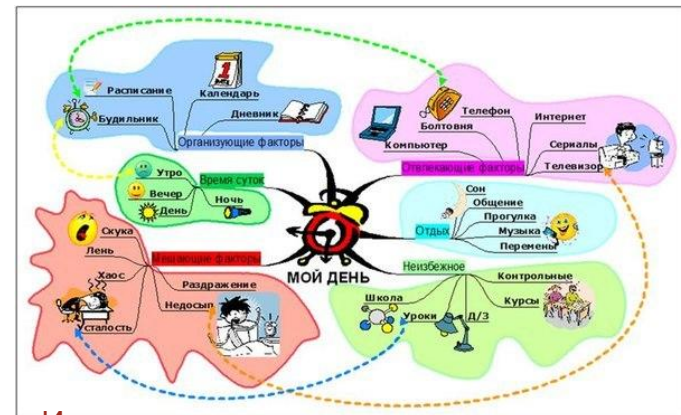 Расписание
Календарь
Будильник
Дневник
Организующие факторы
Телефон
Интернет
Болтовня
Сериалы
Компьютер
Телевизор
Отвлекающие факторы
Утро
Время суток
Вечер
День
Ночь
Сон
Общение
Отдых
Прогулка
Музыка
Перемены
Скука
Лень
Мешающие факторы
Хаос
Раздражение
Недосып
Усталость
МОЙ ДЕНЬ
Неизбежное
Контрольные
Школа
Курсы
Уроки
Д/З
1